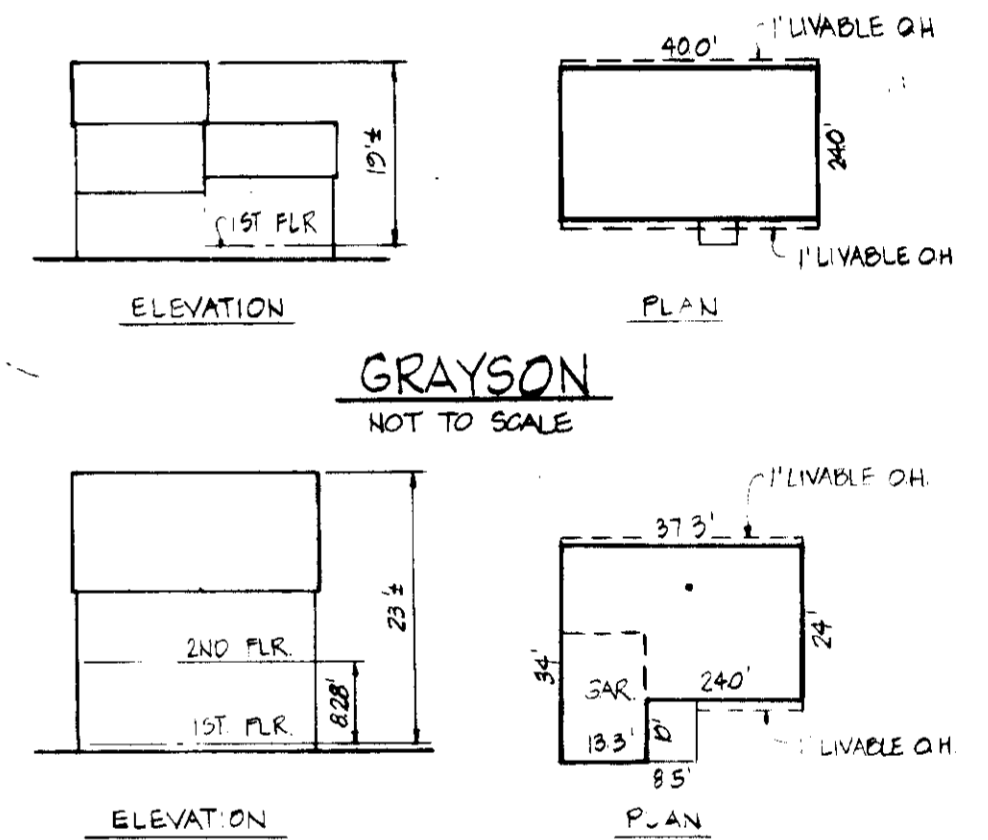 1' LIVABLE O.H
40.0'
24.0'
19'±
1ST FLR
1' LIVABLE O.H
ELEVATION
PLAN
GRAYSON
NOT TO SCALE
1' LIVABLE O.H.
37.3'
23'±
2ND FLR.
8.28'
1ST. FLR.
34'
24'
GAR.
24.0'
13.3'
10'
8.5'
1' LIVABLE O.H.
ELEVATION
PLAN